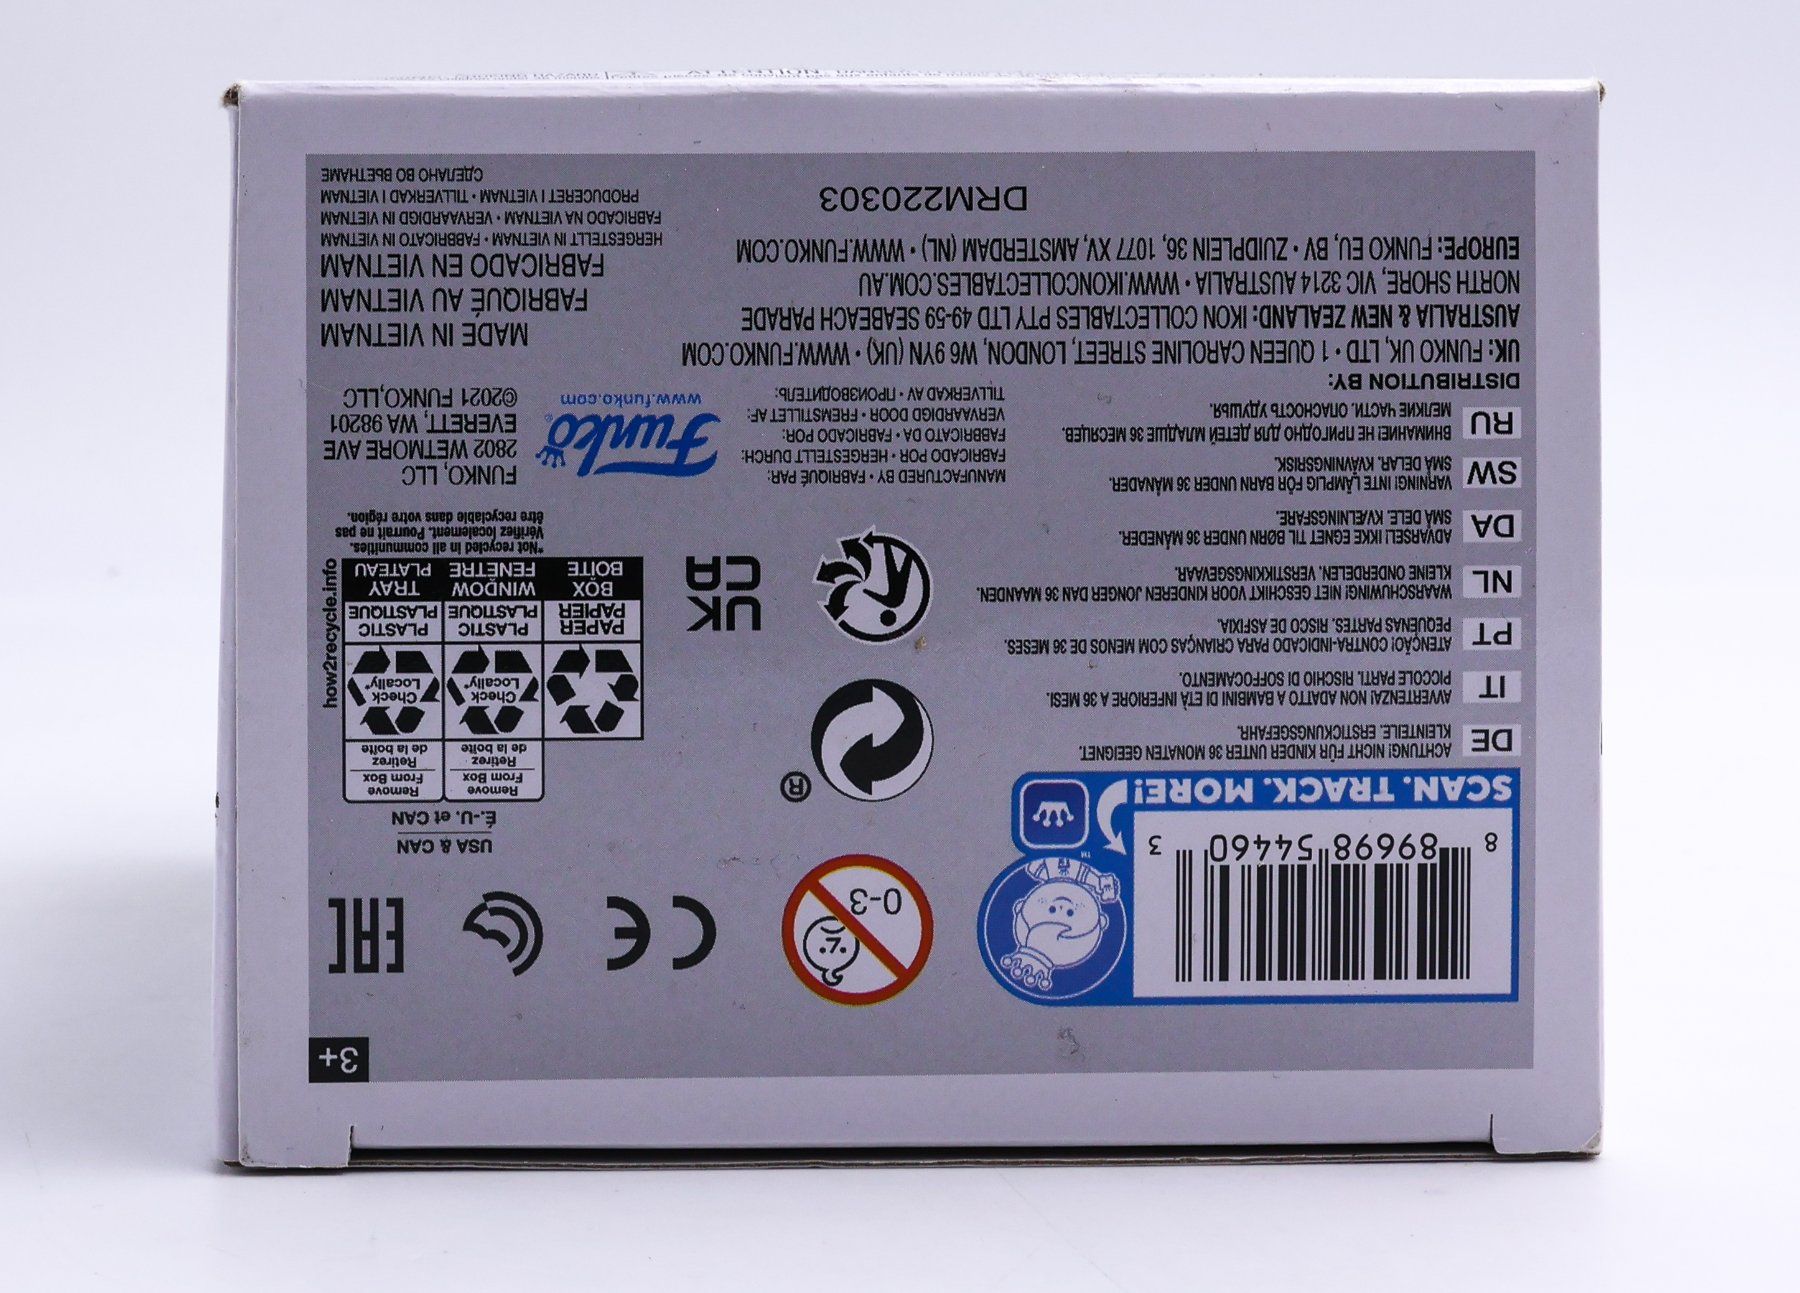 3+
8 89698 54460 3
SCAN. TRACK. MORE!
TM
0-3
CE
EAC
USA & CAN
É.-U. et CAN
Remove
From Box
Retirez
de la boîte
Remove
From Box
Retirez
de la boîte
Check
Locally*
Check
Locally*
PAPER
PAPIER
PLASTIC
PLASTIQUE
PLASTIC
PLASTIQUE
BOX
BOÎTE
WINDOW
FENÊTRE
TRAY
PLATEAU
how2recycle.info
*Not recycled in all communities.
Vérifiez localement. Pourrait ne pas
être recyclable dans votre région.
®
UK
CA
DE ACHTUNG! NICHT FÜR KINDER UNTER 36 MONATEN GEEIGNET.
KLEINTEILE. ERSTICKUNGSGEFAHR.
IT AVVERTENZA! NON ADATTO A BAMBINI DI ETÀ INFERIORE A 36 MESI.
PICCOLE PARTI. RISCHIO DI SOFFOCAMENTO.
PT ATENÇÃO! CONTRA-INDICADO PARA CRIANÇAS COM MENOS DE 36 MESES.
PEQUENAS PARTES. RISCO DE ASFIXIA.
NL WAARSCHUWING! NIET GESCHIKT VOOR KINDEREN JONGER DAN 36 MAANDEN.
KLEINE ONDERDELEN. VERSTIKKINGSGEVAAR.
DA ADVARSEL! IKKE EGNET TIL BØRN UNDER 36 MÅNEDER.
SMÅ DELE. KVÆLNINGSFARE.
SW VARNING! INTE LÄMPLIG FÖR BARN UNDER 36 MÅNADER.
SMÅ DELAR. KVÄVNINGSRISK.
RU ВНИМАНИЕ! НЕ ПРИГОДНО ДЛЯ ДЕТЕЙ МЛАДШЕ 36 МЕСЯЦЕВ.
МЕЛКИЕ ЧАСТИ. ОПАСНОСТЬ УДУШЬЯ.
MANUFACTURED BY • FABRIQUÉ PAR:
FABRICADO POR • HERGESTELLT DURCH:
FABBRICATO DA • FABRICADO POR:
VERVAARDIGD DOOR • FREMSTILLET AF:
TILLVERKAD AV • ПРОИЗВОДИТЕЛЬ:
Funko®
www.funko.com
FUNKO, LLC
2802 WETMORE AVE
EVERETT, WA 98201
©2021 FUNKO,LLC
DISTRIBUTION BY:
UK: FUNKO UK, LTD • 1 QUEEN CAROLINE STREET, LONDON, W6 9YN (UK) • WWW.FUNKO.COM
AUSTRALIA & NEW ZEALAND: IKON COLLECTABLES PTY LTD 49-59 SEABEACH PARADE
NORTH SHORE, VIC 3214 AUSTRALIA • WWW.IKONCOLLECTABLES.COM.AU
EUROPE: FUNKO EU, BV • ZUIDPLEIN 36, 1077 XV, AMSTERDAM (NL) • WWW.FUNKO.COM
DRM220303
MADE IN VIETNAM
FABRIQUÉ AU VIETNAM
FABRICADO EN VIETNAM
HERGESTELLT IN VIETNAM • FABBRICATO IN VIETNAM
FABRICADO NA VIETNAM • VERVAARDIGD IN VIETNAM
PRODUCERET I VIETNAM • TILLVERKAD I VIETNAM
СДЕЛАНО ВО ВЬЕТНАМЕ